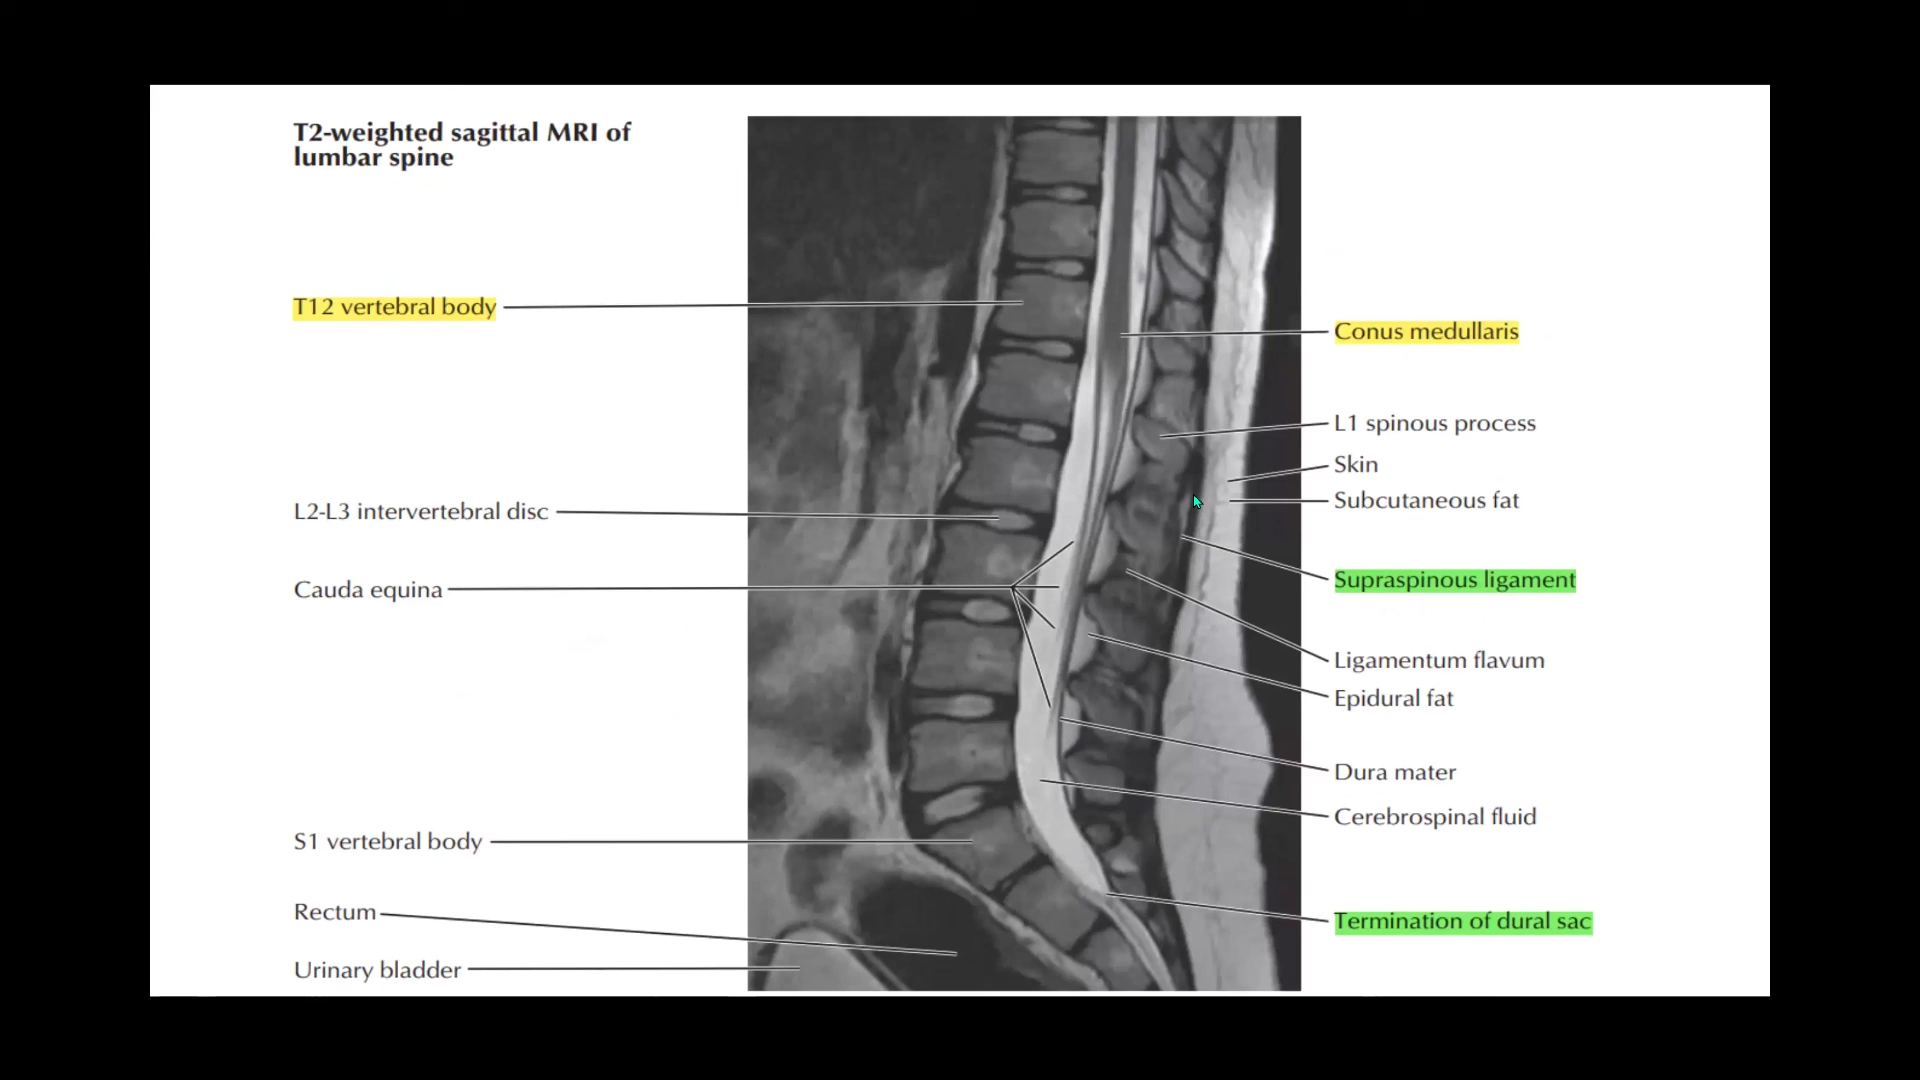 T2-weighted sagittal MRI of
lumbar spine
T12 vertebral body
L2-L3 intervertebral disc
Cauda equina
S1 vertebral body
Rectum
Urinary bladder
Conus medullaris
L1 spinous process
Skin
Subcutaneous fat
Supraspinous ligament
Ligamentum flavum
Epidural fat
Dura mater
Cerebrospinal fluid
Termination of dural sac